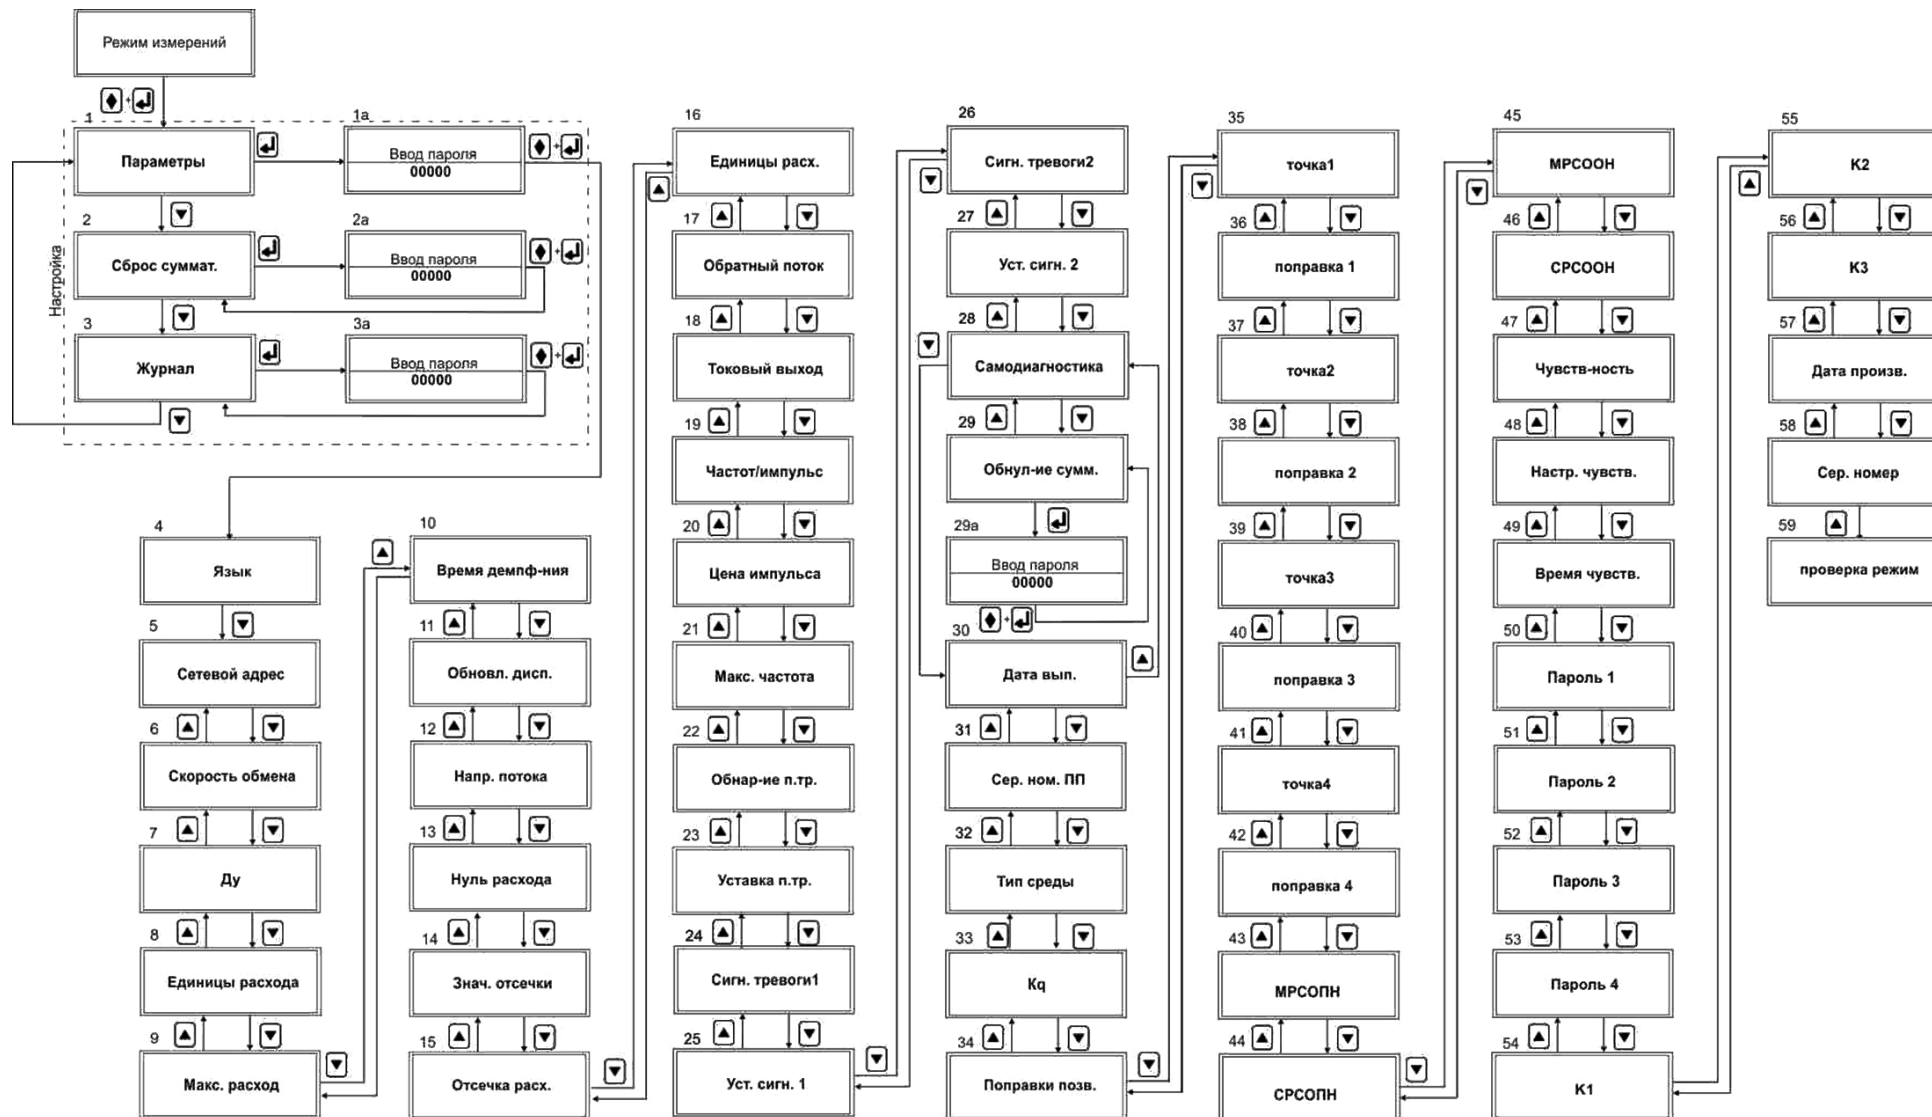 Режим измерений
+
Настройка
1
Параметры
1а
Ввод пароля
00000
+
2
Сброс суммат.
2а
Ввод пароля
00000
+
3
Журнал
3а
Ввод пароля
00000
+
4
Язык
5
Сетевой адрес
6
Скорость обмена
7
Ду
8
Единицы расхода
9
Макс. расход
10
Время демпф-ния
11
Обновл. дисп.
12
Напр. потока
13
Нуль расхода
14
Знач. отсечки
15
Отсечка расх.
16
Единицы расх.
17
Обратный поток
18
Токовый выход
19
Частот/импульс
20
Цена импульса
21
Макс. частота
22
Обнар-ие п.тр.
23
Уставка п.тр.
24
Сигн. тревоги1
25
Уст. сигн. 1
26
Сигн. тревоги2
27
Уст. сигн. 2
28
Самодиагностика
29
Обнул-ие сумм.
29а
Ввод пароля
00000
+
30
Дата вып.
31
Сер. ном. ПП
32
Тип среды
33
Kq
34
Поправки позв.
35
точка1
36
поправка 1
37
точка2
38
поправка 2
39
точка3
40
поправка 3
41
точка4
42
поправка 4
43
МРСОПН
44
СРСОПН
45
МРСООН
46
СРСООН
47
Чувств-ность
48
Настр. чувств.
49
Время чувств.
50
Пароль 1
51
Пароль 2
52
Пароль 3
53
Пароль 4
54
К1
55
К2
56
К3
57
Дата произв.
58
Сер. номер
59
проверка режим